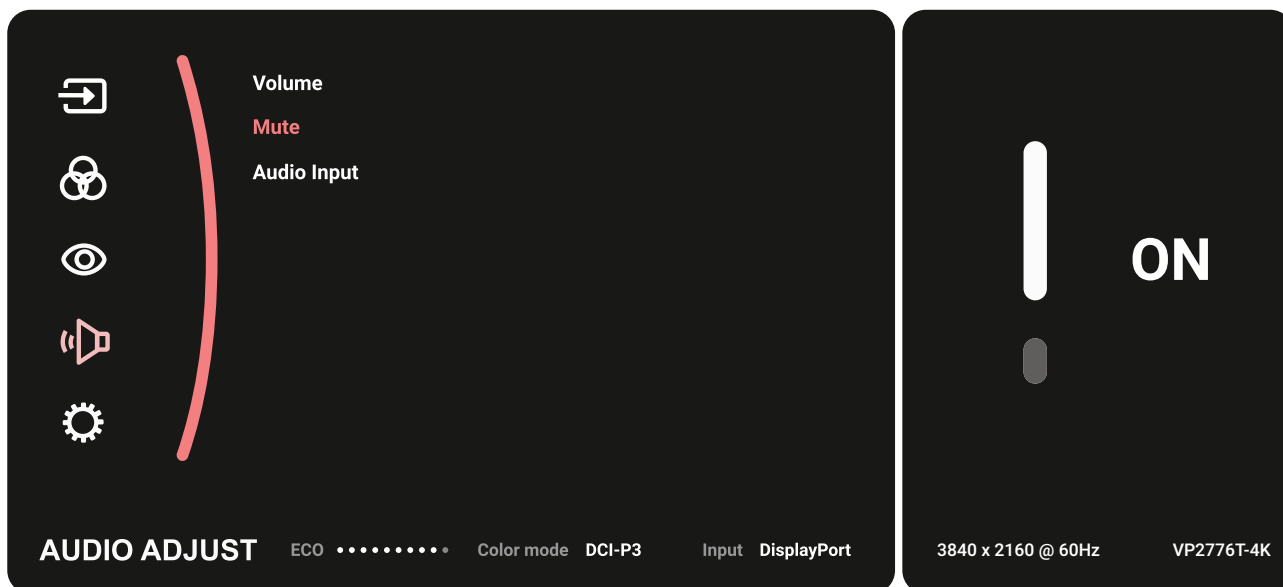 Volume
Mute
Audio Input
ON
AUDIO ADJUST ECO Color mode DCI-P3 Input DisplayPort 3840 x 2160 @ 60Hz VP2776T-4K